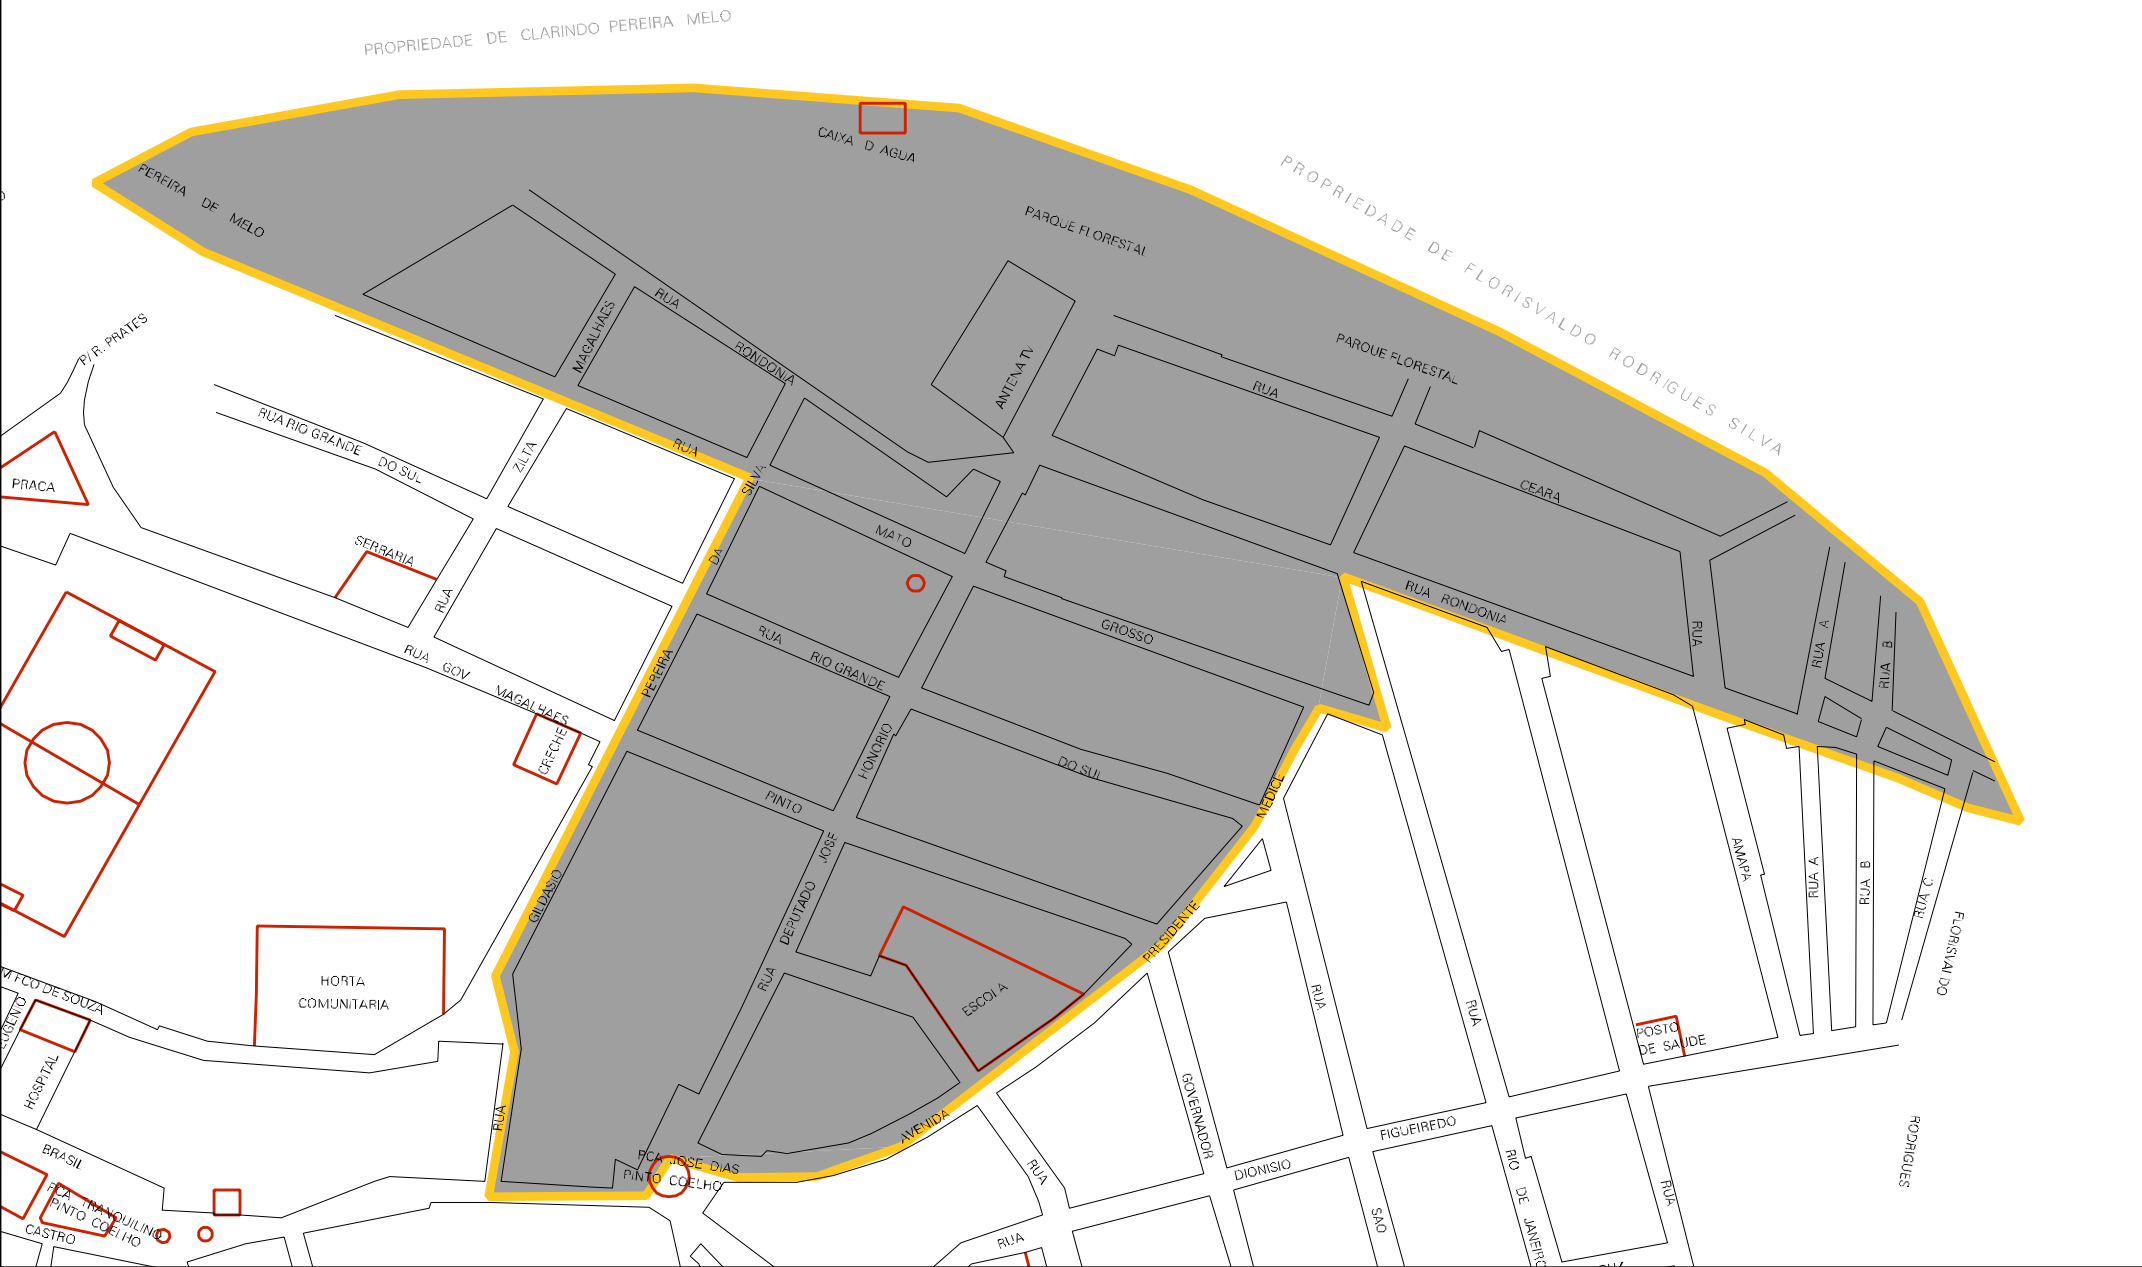 PROPRIEDADE DE CLARINDO PEREIRA MELO
CAIXA D AGUA
PEREIRA DE MELO
PARQUE FLORESTAL
PROPRIEDADE DE FLORISVALDO RODRIGUES SILVA
PARQUE FLORESTAL
RUA RONDONIA
MAGALHAES
ANTENA TV
RUA CEARA
P/ R. PRATES
RUA RIO GRANDE DO SUL
ZILTA
RUA
PRACA
SERRARIA
RUA MATO GROSSO
RUA RONDONIA
RUA AMAPA
RUA A
RUA B
RUA GOV MAGALHAES
CRECHE
RUA GILDASIO PEREIRA DA SILVA
RUA RIO GRANDE DO SUL
PINTO
RUA DEPUTADO JOSE HONORIO
AVENIDA PRESIDENTE MEDICE
ESCOLA
HORTA
COMUNITARIA
FCO DE SOUZA
HOSPITAL
BRASIL
PCA TRANQUILINO
PINTO COELHO
CASTRO
PCA JOSE DIAS
PINTO COELHO
RUA A
RUA B
RUA C
FLORISVALDO
RODRIGUES
POSTO
DE SAUDE
RUA
RUA
GOVERNADOR
RUA
RUA DIONISIO FIGUEIREDO
SAO
RIO DE JANEIRO
RUA